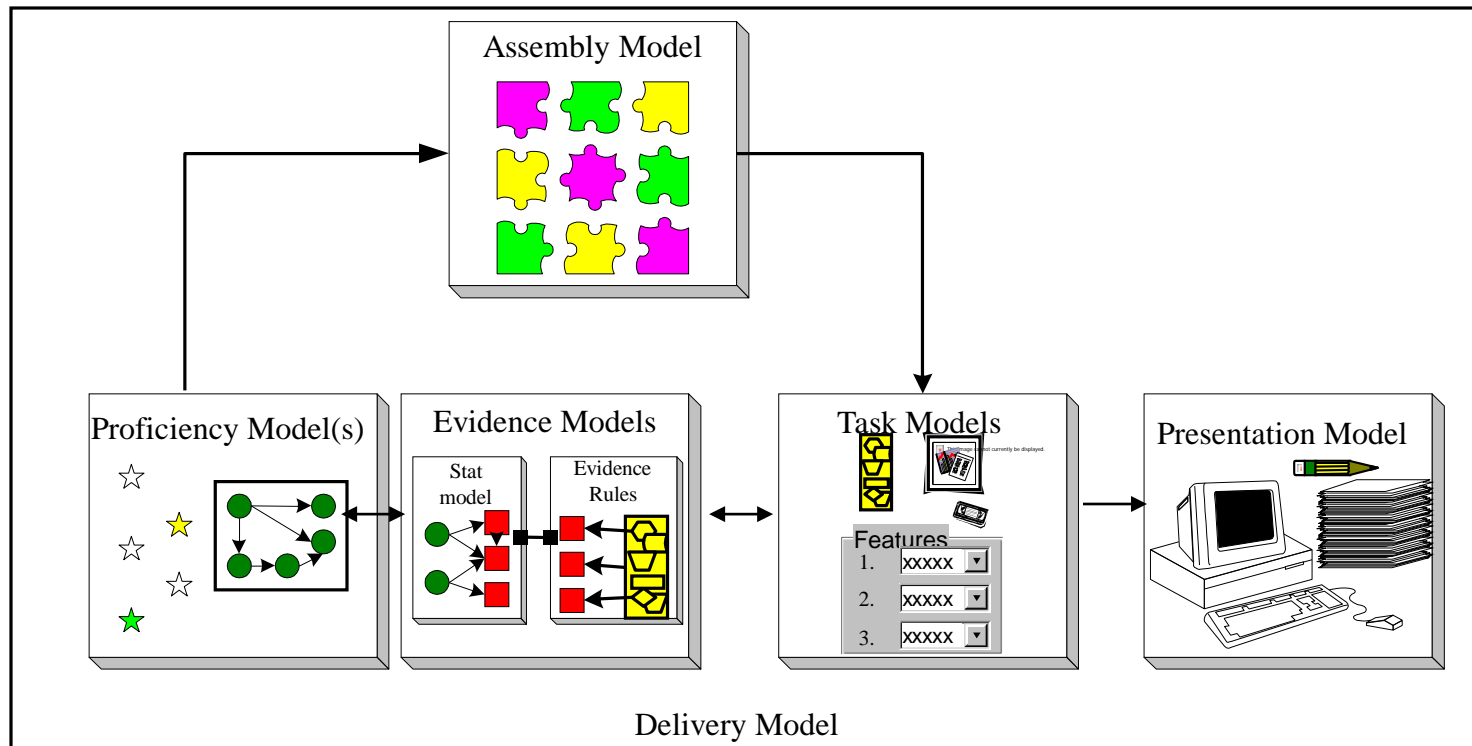 Assembly Model
Proficiency Model(s)
Evidence Models
Stat
model
Evidence
Rules
Task Models
Features
1. xxxxx
2. xxxxx
3. xxxxx
Presentation Model
Delivery Model